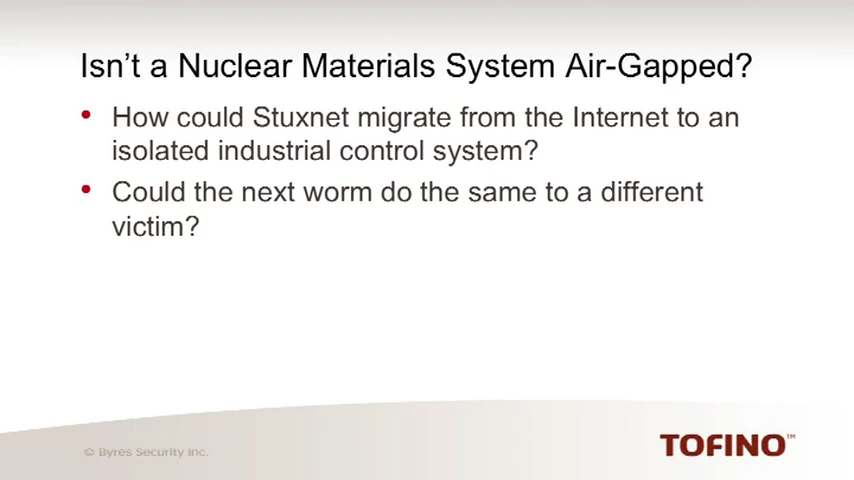 Isn't a Nuclear Materials System Air-Gapped?
• How could Stuxnet migrate from the Internet to an
isolated industrial control system?
• Could the next worm do the same to a different
victim?
© Byres Security Inc.
TOFINO™